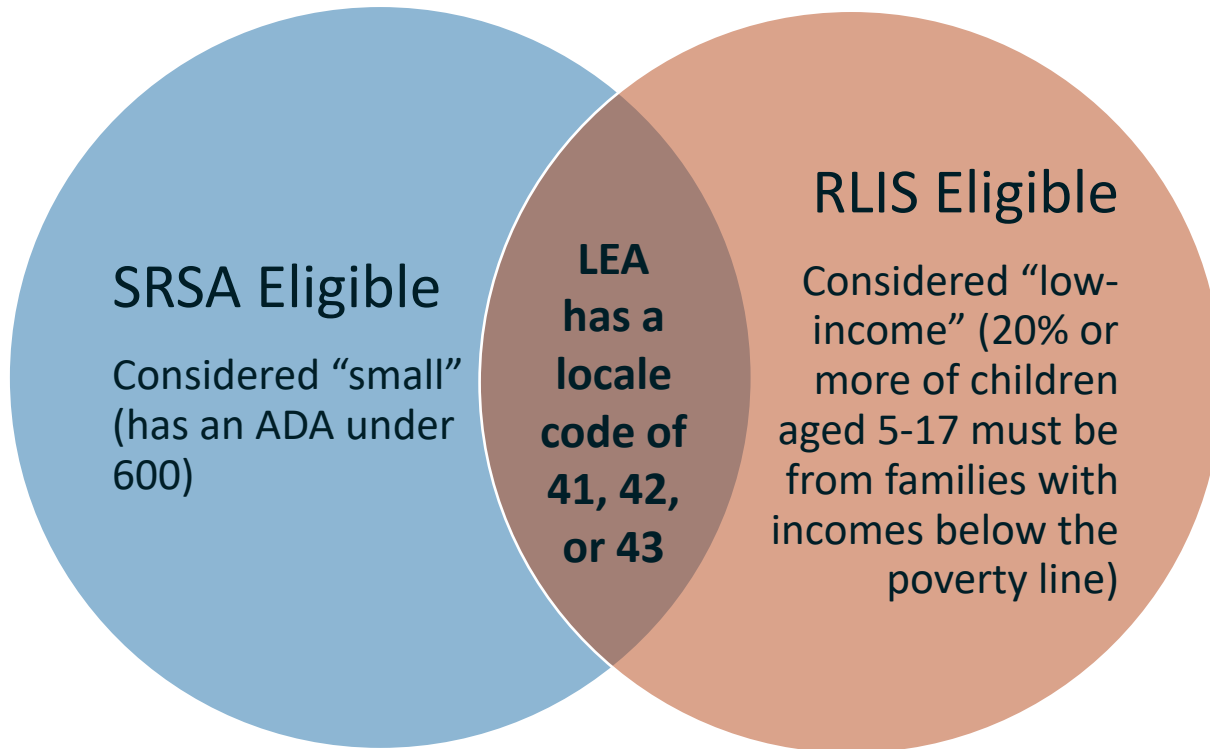 SRSA Eligible
Considered “small”
(has an ADA under
600)
LEA
has a
locale
code of
41, 42,
or 43
RLIS Eligible
Considered “low-
income” (20% or
more of children
aged 5-17 must be
from families with
incomes below the
poverty line)